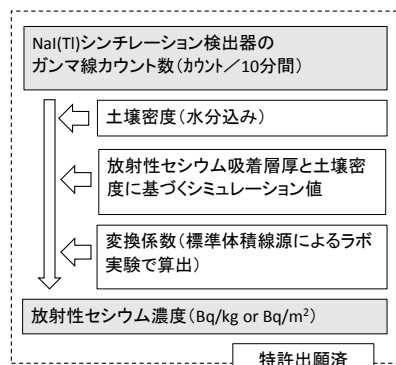 NaI(Tl)シンチレーション検出器の
ガンマ線カウント数（カウント／10分間）
土壌密度（水分込み）
放射性セシウム吸着層厚と土壌密
度に基づくシミュレーション値
変換係数（標準体積線源によるラボ
実験で算出）
放射性セシウム濃度（Bq/kg or Bq/m²）
特許出願済